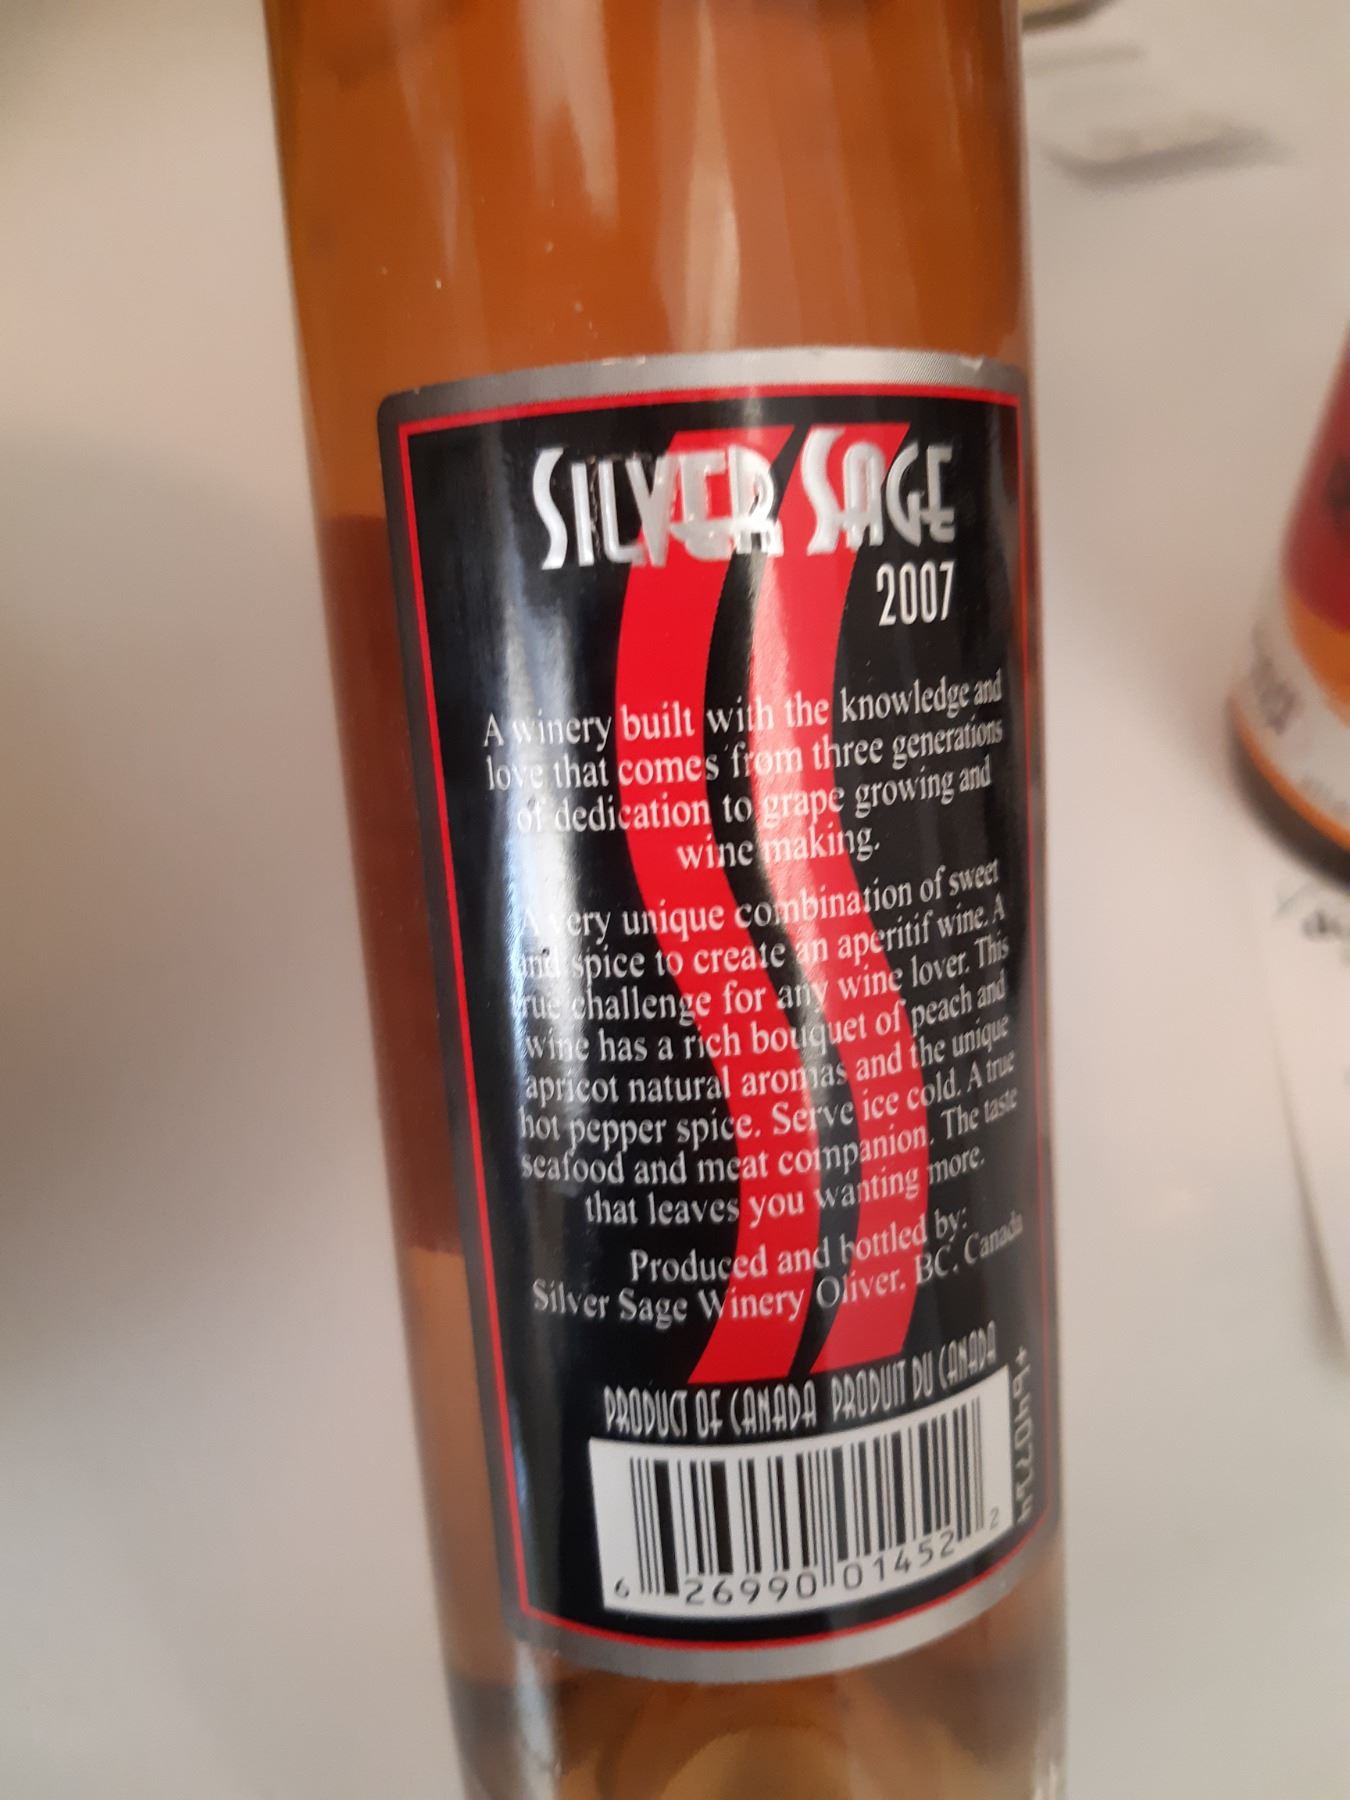 SILVER SAGE
2007
A winery built with the knowledge and
love that comes from three generations
of dedication to grape growing and
wine making.
A very unique combination of sweet
and spice to create an aperitif wine. A
true challenge for any wine lover. This
wine has a rich bouquet of peach and
apricot natural aromas and the unique
hot pepper spice. Serve ice cold. A true
seafood and meat companion. The taste
that leaves you wanting more.
Produced and bottled by:
Silver Sage Winery Oliver, BC, Canada
PRODUCT OF CANADA PRODUIT DU CANADA
6 26990 01452 2